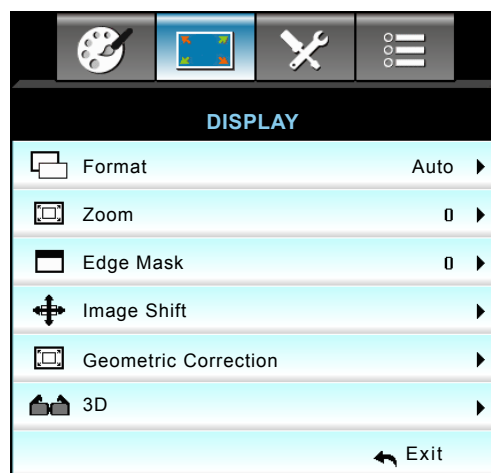 DISPLAY
Format Auto
Zoom 0
Edge Mask 0
Image Shift
Geometric Correction
3D
Exit